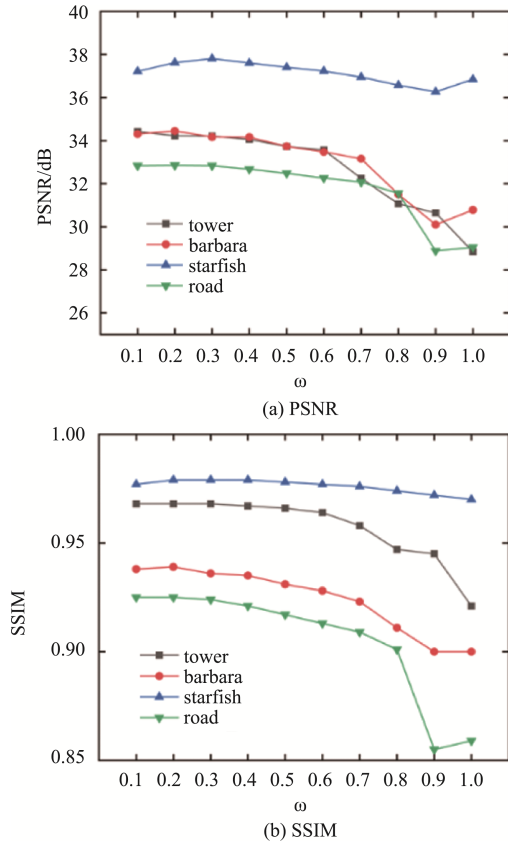 40
38
36
34
32
30
28
26
PSNR/dB
tower
barbara
starfish
road
0.1 0.2 0.3 0.4 0.5 0.6 0.7 0.8 0.9 1.0
ω
(a) PSNR
1.00
0.95
0.90
0.85
SSIM
tower
barbara
starfish
road
0.1 0.2 0.3 0.4 0.5 0.6 0.7 0.8 0.9 1.0
ω
(b) SSIM